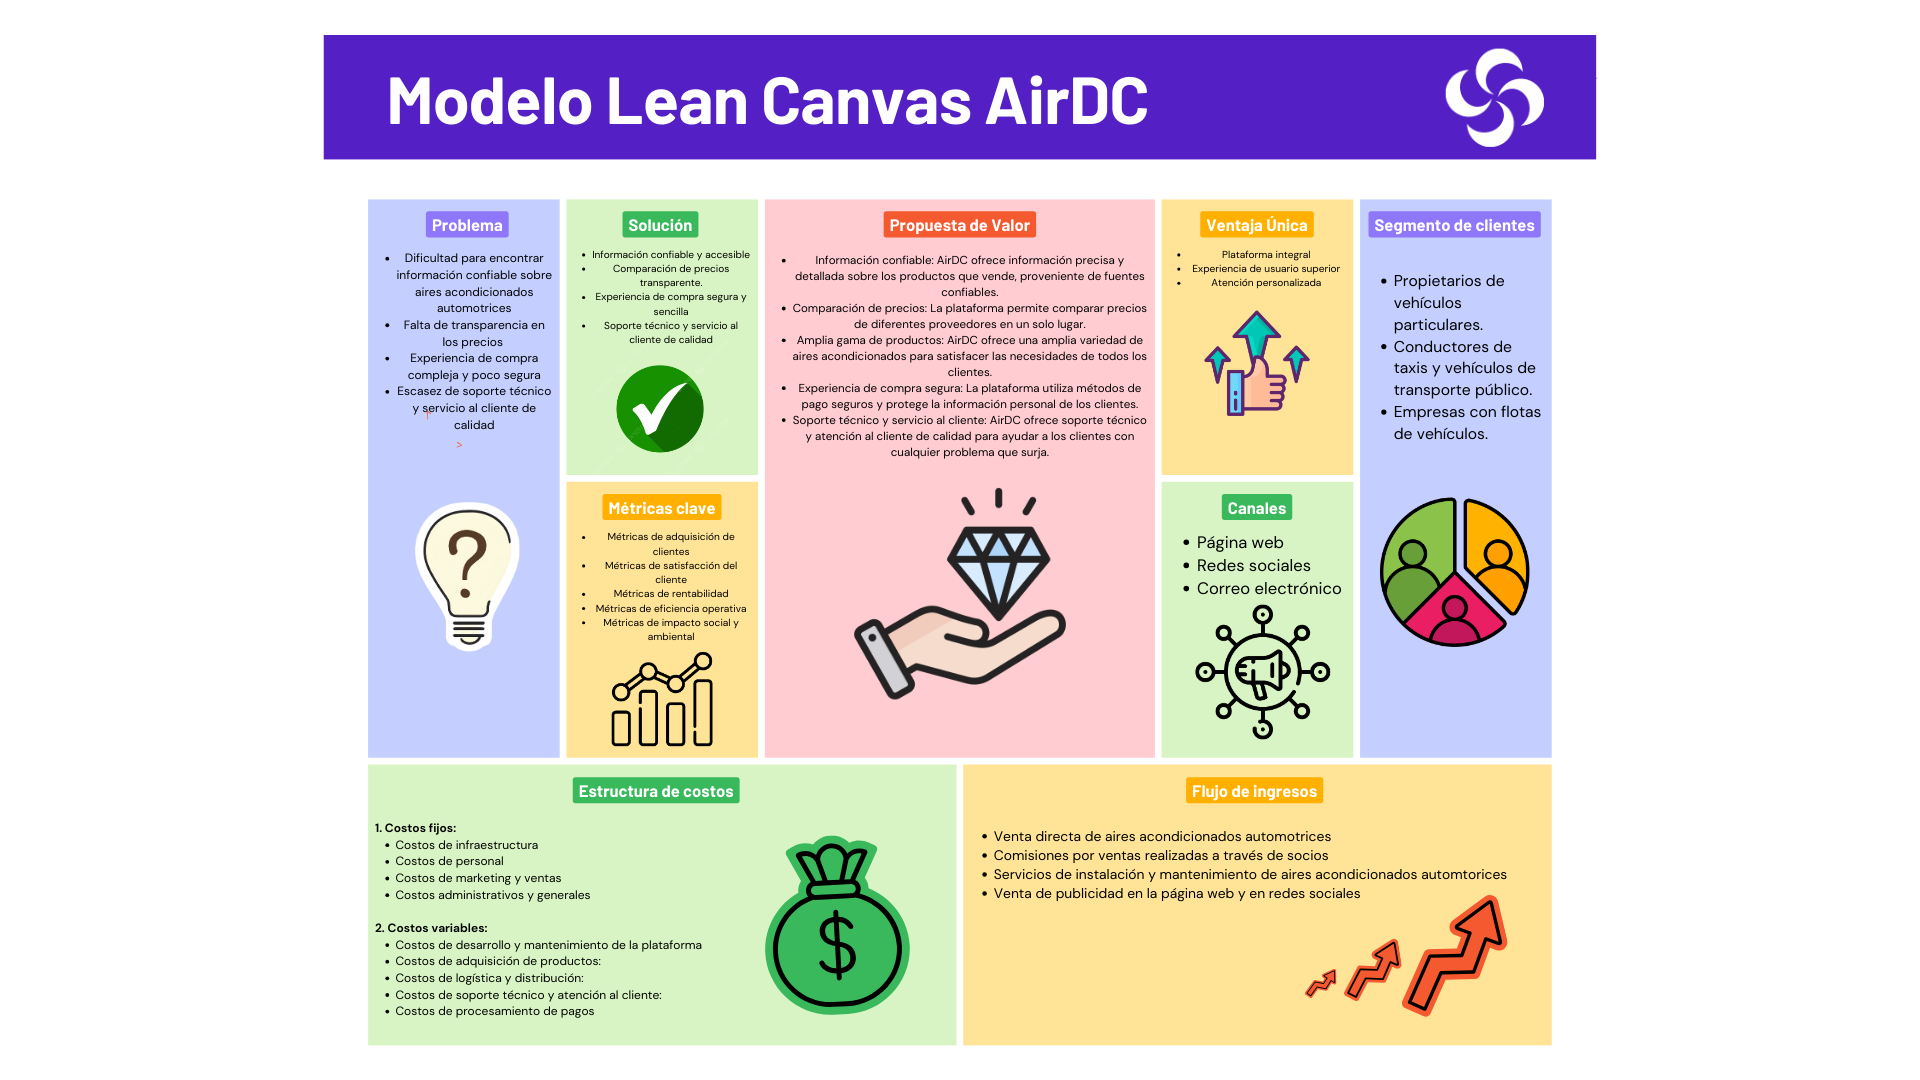 Modelo Lean Canvas AirDC
Problema
• Dificultad para encontrar
información confiable sobre
aires acondicionados
automotrices
• Falta de transparencia en
los precios
• Experiencia de compra
compleja y poco segura
• Escasez de soporte técnico
y servicio al cliente de
calidad
>
?
Solución
• Información confiable y accesible
• Comparación de precios
transparente.
• Experiencia de compra segura y
sencilla
• Soporte técnico y servicio al
cliente de calidad
Métricas clave
• Métricas de adquisición de
clientes
• Métricas de satisfacción del
cliente
• Métricas de rentabilidad
• Métricas de eficiencia operativa
• Métricas de impacto social y
ambiental
Propuesta de Valor
• Información confiable: AirDC ofrece información precisa y
detallada sobre los productos que vende, proveniente de fuentes
confiables.
• Comparación de precios: La plataforma permite comparar precios
de diferentes proveedores en un solo lugar.
• Amplia gama de productos: AirDC ofrece una amplia variedad de
aires acondicionados para satisfacer las necesidades de todos los
clientes.
• Experiencia de compra segura: La plataforma utiliza métodos de
pago seguros y protege la información personal de los clientes.
• Soporte técnico y servicio al cliente: AirDC ofrece soporte técnico
y atención al cliente de calidad para ayudar a los clientes con
cualquier problema que surja.
Ventaja Única
• Plataforma integral
• Experiencia de usuario superior
• Atención personalizada
Canales
• Página web
• Redes sociales
• Correo electrónico
Segmento de clientes
• Propietarios de
vehículos
particulares.
• Conductores de
taxis y vehículos de
transporte público.
• Empresas con flotas
de vehículos.
Estructura de costos
1. Costos fijos:
• Costos de infraestructura
• Costos de personal
• Costos de marketing y ventas
• Costos administrativos y generales
2. Costos variables:
• Costos de desarrollo y mantenimiento de la plataforma
• Costos de adquisición de productos:
• Costos de logística y distribución:
• Costos de soporte técnico y atención al cliente:
• Costos de procesamiento de pagos
$
Flujo de ingresos
• Venta directa de aires acondicionados automotrices
• Comisiones por ventas realizadas a través de socios
• Servicios de instalación y mantenimiento de aires acondicionados automtorices
• Venta de publicidad en la página web y en redes sociales